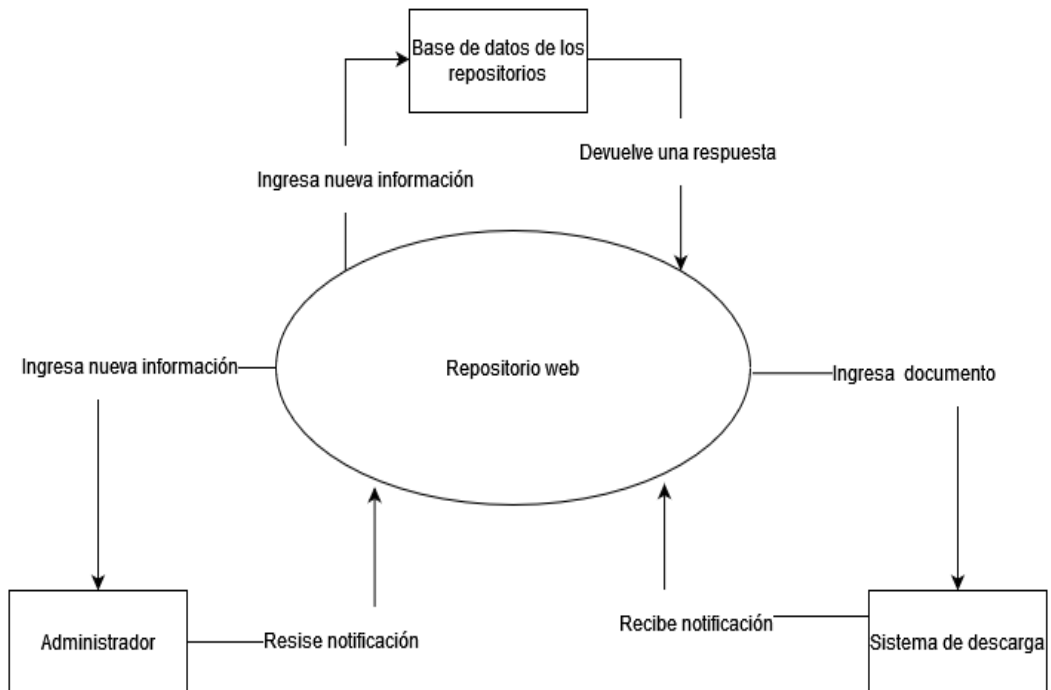 Base de datos de los
repositorios
Devuelve una respuesta
Ingresa nueva información
Ingresa nueva información
Repositorio web
Ingresa documento
Recibe notificación
Administrador
Resise notificación
Sistema de descarga